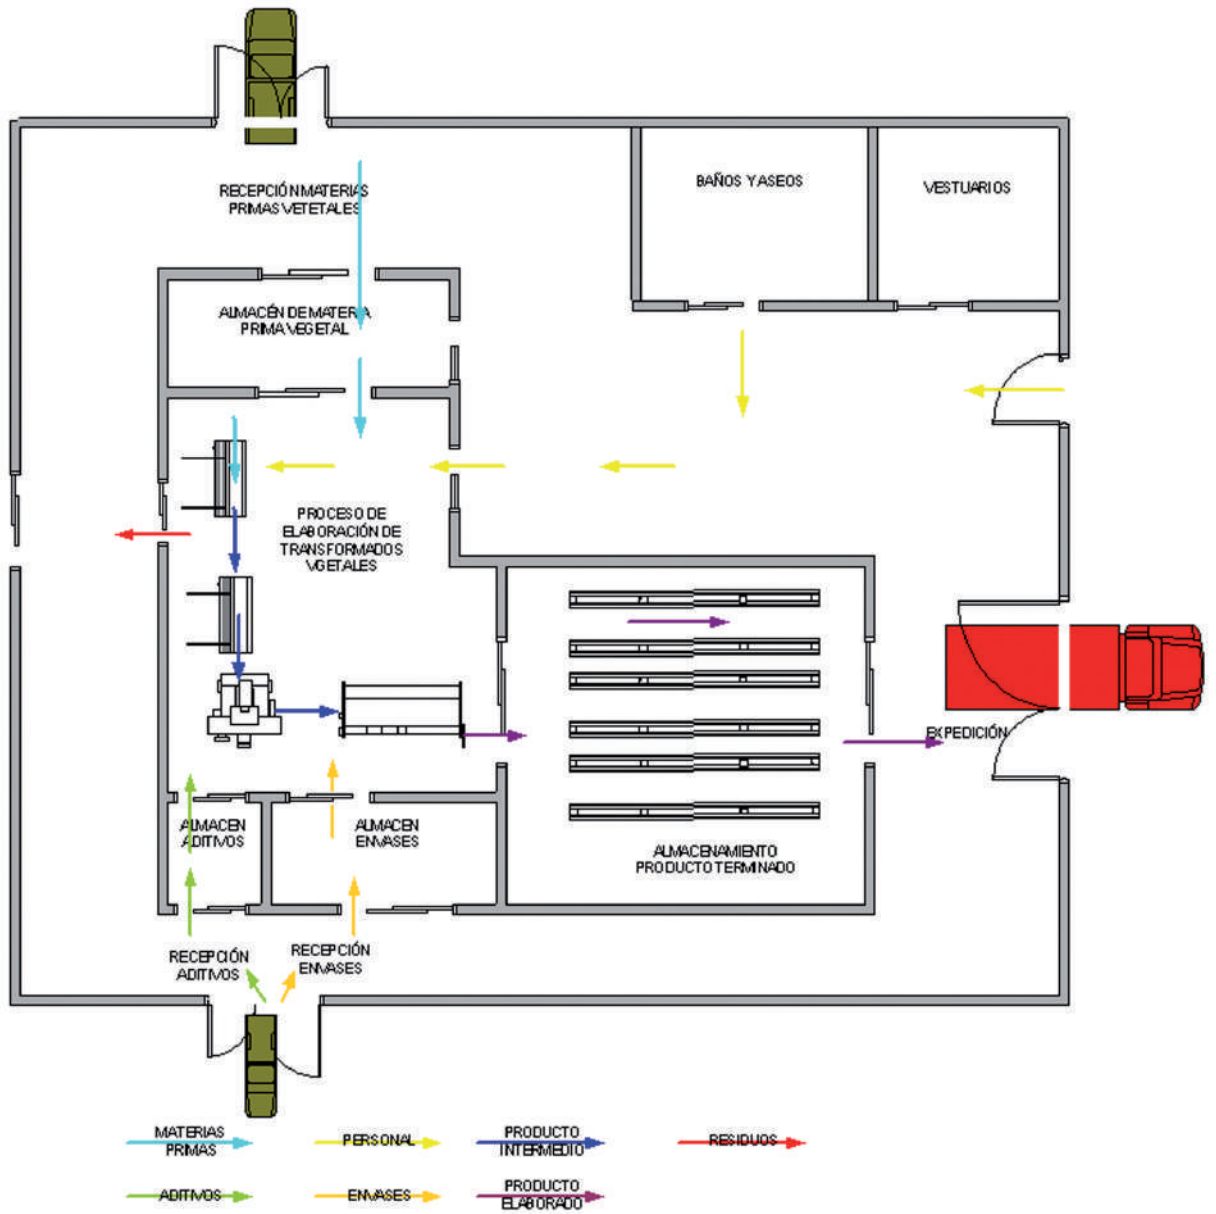 RECEPCIÓN MATERIAS
PRIMAS VETETALES
BAÑOS Y ASEOS
VESTUARIOS
ALMACÉN DE MATERIA
PRIMA VEGETAL
PROCESO DE
ELABORACIÓN DE
TRANSFORMADOS
VGETALES
EXPEDICIÓN
ALMACEN
ADITIVOS
ALMACEN
ENVASES
ALMACENAMIENTO
PRODUCTO TERMINADO
RECEPCIÓN
ADITIVOS
RECEPCIÓN
ENVASES
MATERIAS
PRIMAS
PERSONAL
PRODUCTO
INTERMEDIO
RESIDUOS
ADITIVOS
ENVASES
PRODUCTO
ELABORADO